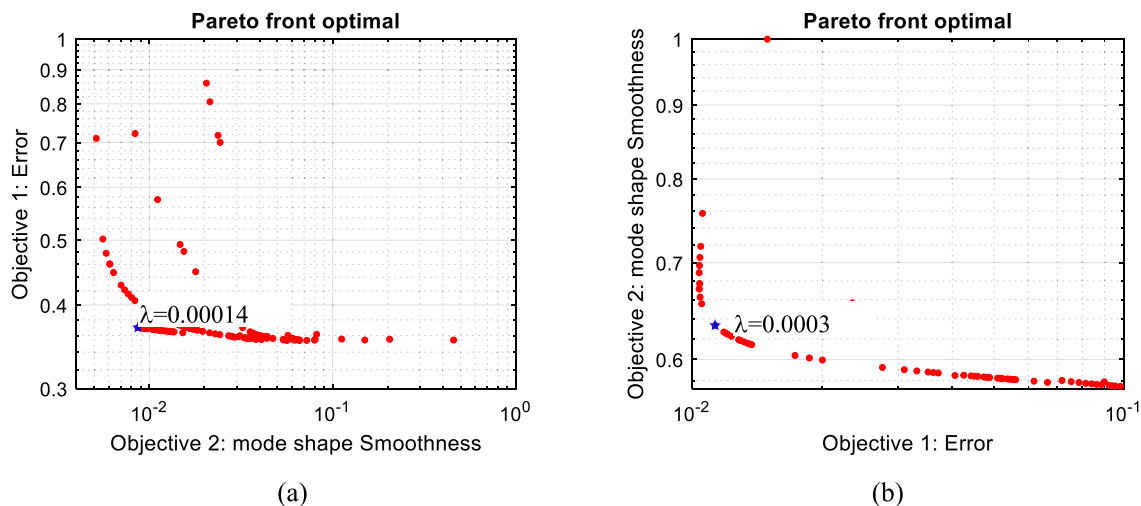 Pareto front optimal
1
0.9
0.8
0.7
0.6
0.5
0.4
0.3
Objective 1: Error
λ=0.00014
10^-2
10^-1
10^0
Objective 2: mode shape Smoothness
(a)
Pareto front optimal
1
0.9
0.8
0.7
0.6
Objective 2: mode shape Smoothness
λ=0.0003
10^-2
10^-1
Objective 1: Error
(b)